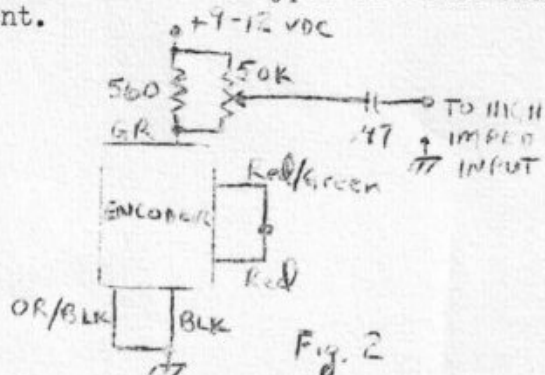 nt.
+9-12 VDC
560
50K
GR
.47
TO HIGH
IMPED
INPUT
Red/Green
ENCODER
Red
OR/BLK
BLK
Fig. 2